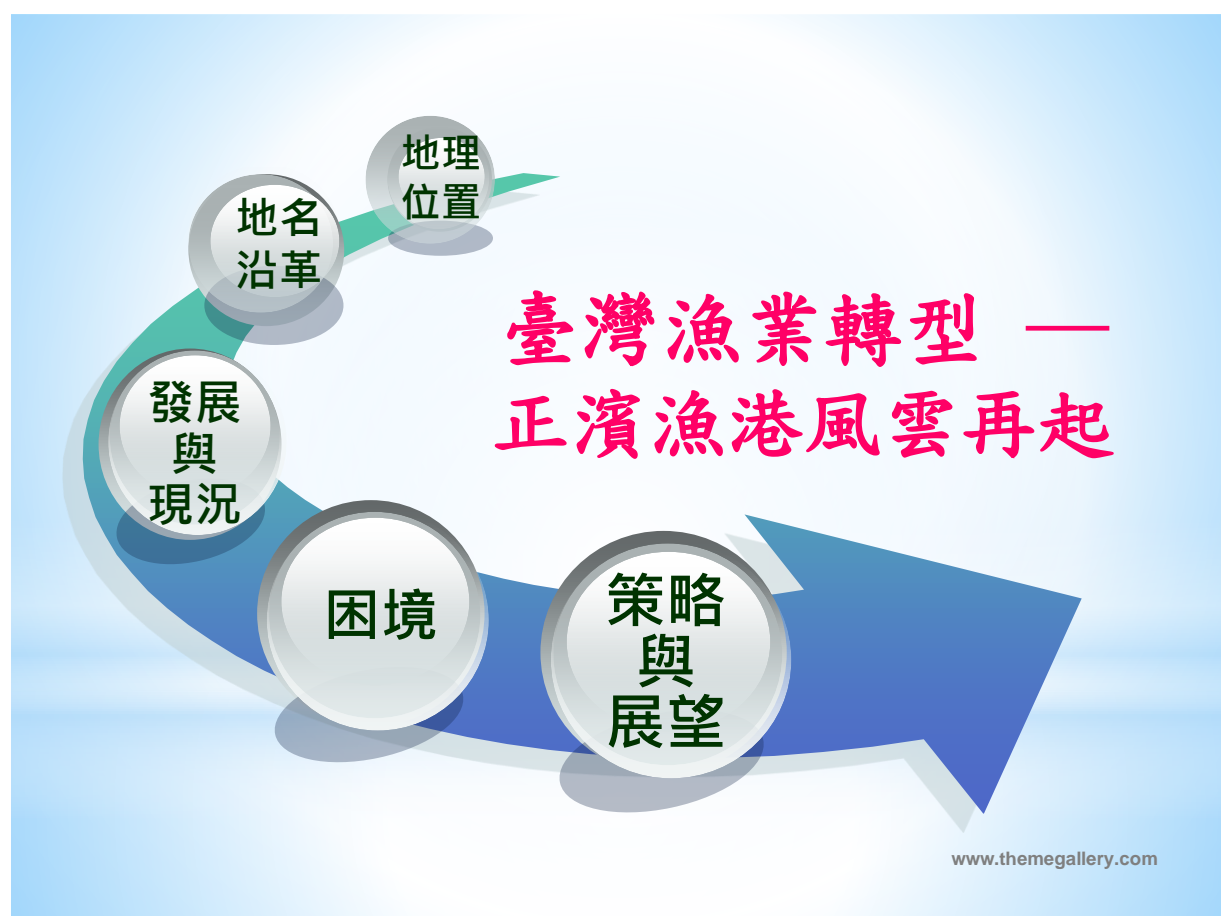 地理
位置
地名
沿革
臺灣漁業轉型 —
正濱漁港風雲再起
發展
與
現況
困境
策略
與
展望
www.themegallery.com